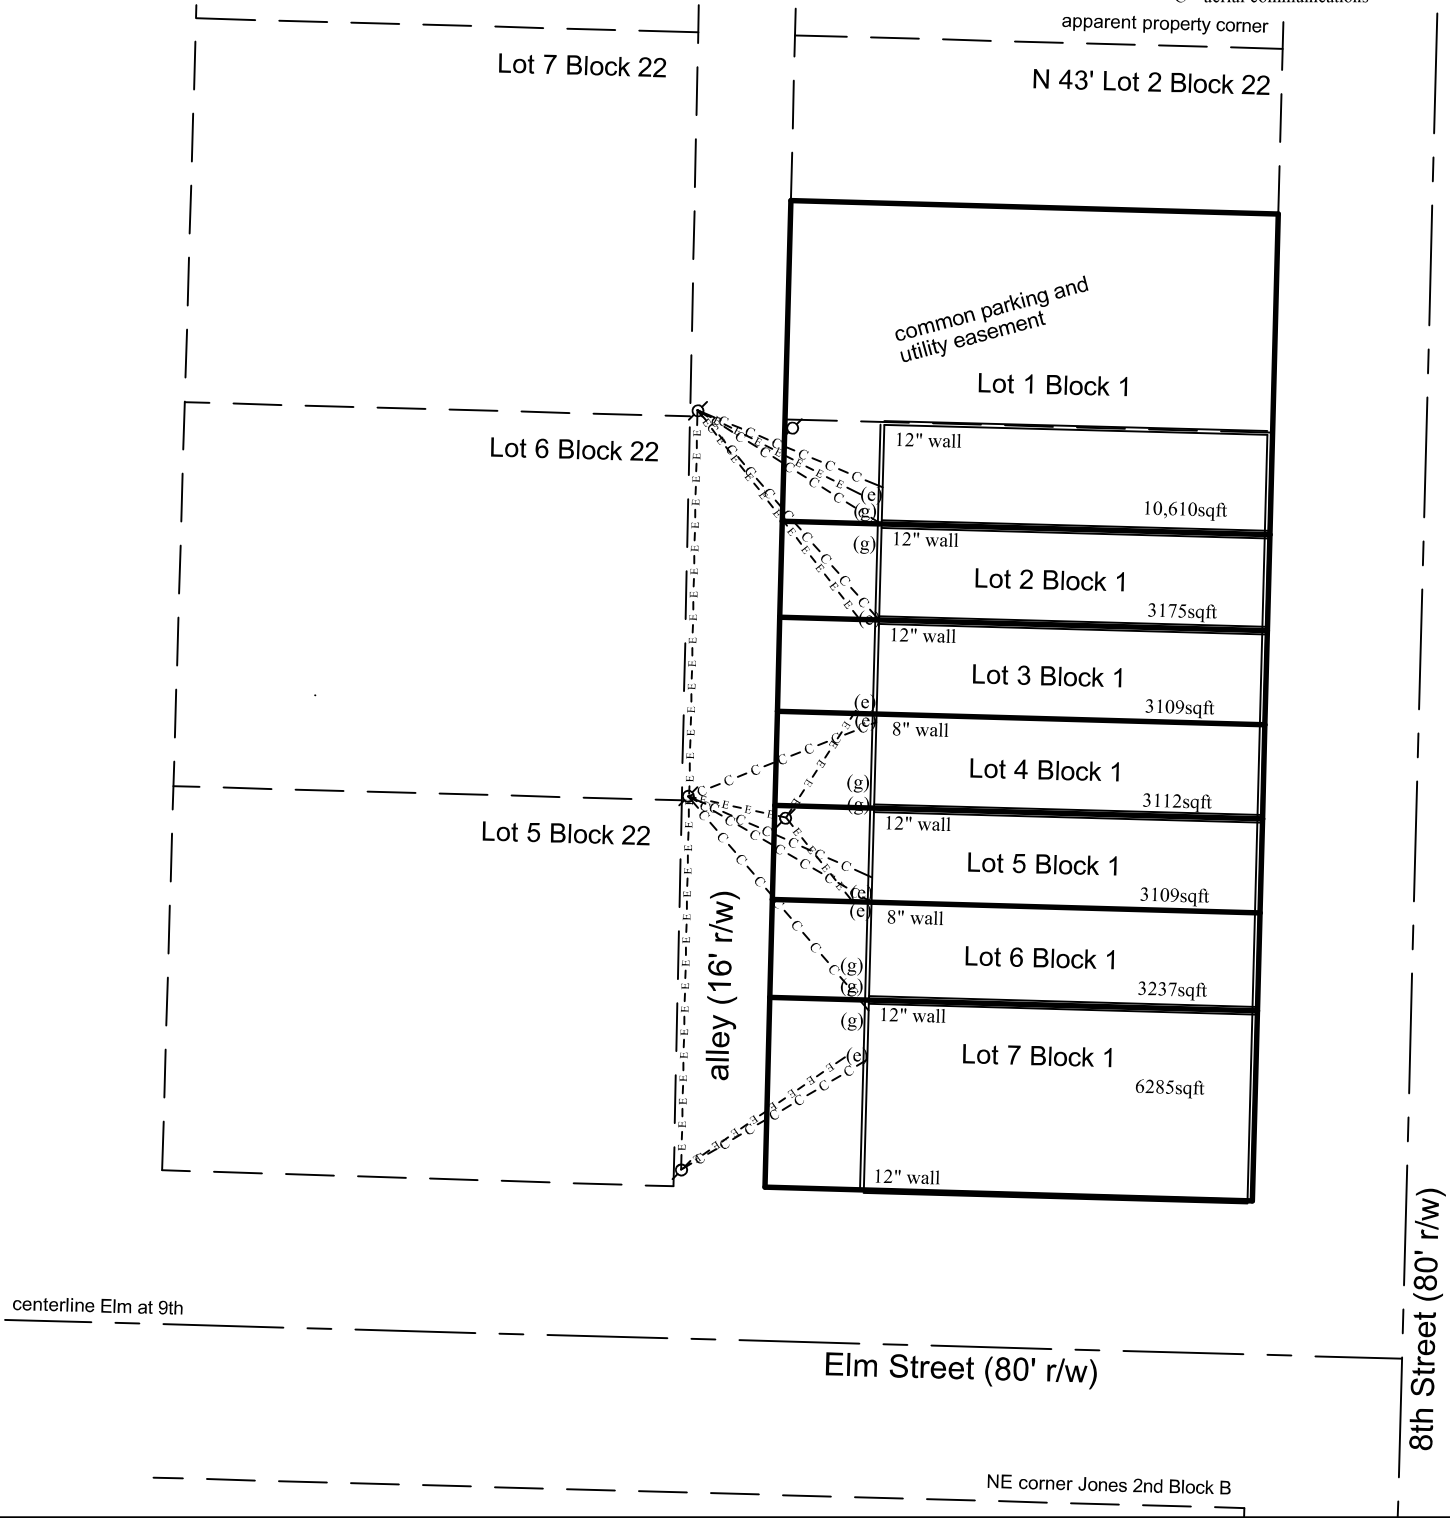 apparent property corner
Lot 7 Block 22
N 43' Lot 2 Block 22
common parking and
utility easement
Lot 1 Block 1
12" wall
Lot 6 Block 22
(e)
10,610sqft
(g)
12" wall
(g)
Lot 2 Block 1
3175sqft
(e)
12" wall
Lot 3 Block 1
(e)
3109sqft
(e)
8" wall
Lot 4 Block 1
(g)
3112sqft
(g)
12" wall
Lot 5 Block 22
Lot 5 Block 1
(e)
3109sqft
(e)
8" wall
alley (16' r/w)
Lot 6 Block 1
(g)
(g)
3237sqft
12" wall
(g)
Lot 7 Block 1
(e)
6285sqft
12" wall
8th Street (80' r/w)
centerline Elm at 9th
Elm Street (80' r/w)
NE corner Jones 2nd Block B